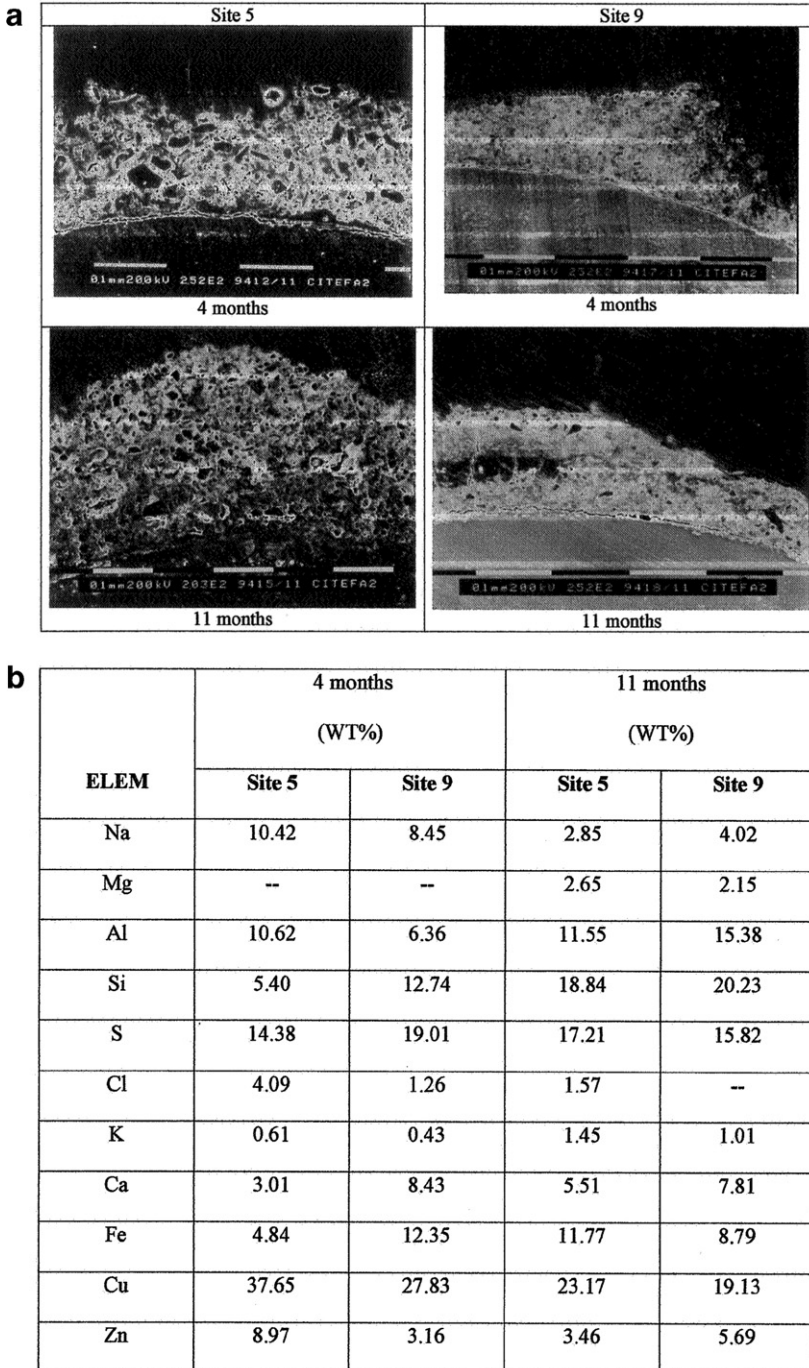 a
Site 5
Site 9
0.1mm200kV 252E2 9412/11 CITEFA2
4 months
01mm200kV 252E2 9417/11 CITEFA2
4 months
01mm200kV 203E2 9415/11 CITEFA2
11 months
01mm200kV 252E2 9418/11 CITEFA2
11 months
b
ELEM
4 months
(WT%)
11 months
(WT%)
Site 5 Site 9 Site 5 Site 9
Na 10.42 8.45 2.85 4.02
Mg -- -- 2.65 2.15
Al 10.62 6.36 11.55 15.38
Si 5.40 12.74 18.84 20.23
S 14.38 19.01 17.21 15.82
Cl 4.09 1.26 1.57 --
K 0.61 0.43 1.45 1.01
Ca 3.01 8.43 5.51 7.81
Fe 4.84 12.35 11.77 8.79
Cu 37.65 27.83 23.17 19.13
Zn 8.97 3.16 3.46 5.69